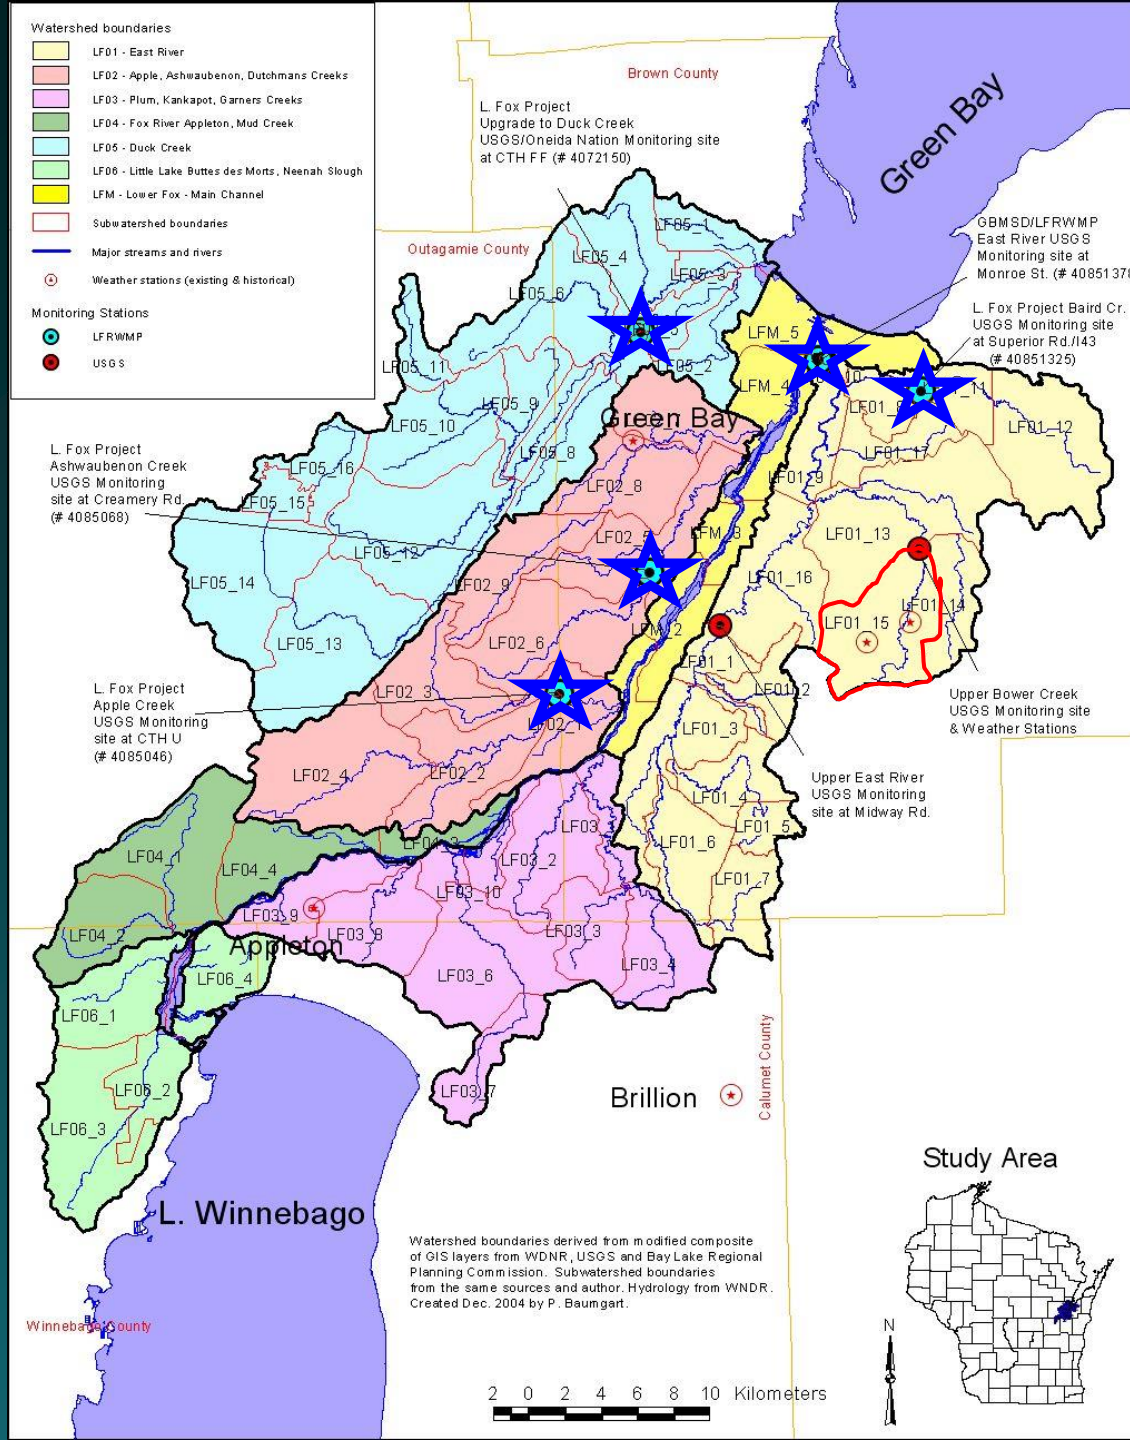 Watershed boundaries
LF01 - East River
LF02 - Apple, Ashwaubenon, Dutchmans Creeks
LF03 - Plum, Kankapot, Garners Creeks
LF04 - Fox River Appleton, Mud Creek
LF05 - Duck Creek
LF06 - Little Lake Buttes des Morts, Neenah Slough
LFM - Lower Fox - Main Channel
Subwatershed boundaries
Major streams and rivers
Weather stations (existing & historical)
Monitoring Stations
LFRWMP
USGS
Brown County
L. Fox Project
Upgrade to Duck Creek
USGS/Oneida Nation Monitoring site
at CTH FF (# 4072150)
Green Bay
GBMSD/LFRWMP
East River USGS
Monitoring site at
Monroe St. (# 40851378
L. Fox Project Baird Cr.
USGS Monitoring site
at Superior Rd./I43
(# 40851325)
Outagamie County
LF05_1
LF05_4
LF05_3
LF05_6
LF05_2
LF05_11
LF05_9
LF05_10
LF05_8
LF05_16
LF05_15
LF05_12
LF05_14
LF05_13
LFM_5
LFM_4
LFM_3
LFM_2
Green Bay
LF02_8
LF02_5
LF02_9
LF02_6
LF02_3
LF02_1
LF02_4
LF02_2
LF01_12
LF01_17
LF01_9
LF01_13
LF01_16
LF01_14
LF01_15
LF01_1
LF01_2
LF01_3
LF01_4
LF01_5
LF01_6
LF01_7
L. Fox Project
Ashwaubenon Creek
USGS Monitoring
site at Creamery Rd.
(# 4085068)
L. Fox Project
Apple Creek
USGS Monitoring
site at CTH U
(# 4085046)
Upper Bower Creek
USGS Monitoring site
& Weather Stations
Upper East River
USGS Monitoring
site at Midway Rd.
LF04_1
LF04_4
LF04_3
LF04_2
LF03
LF03_2
LF03_10
LF03_9
LF03_8
LF03_3
LF03_6
LF03_4
LF03_7
Appleton
LF06_4
LF06_1
LF06_2
LF06_3
Brillion
Calumet County
L. Winnebago
Winnebago County
Study Area
Watershed boundaries derived from modified composite
of GIS layers from WDNR, USGS and Bay Lake Regional
Planning Commission. Subwatershed boundaries
from the same sources and author. Hydrology from WNDR.
Created Dec. 2004 by P. Baumgart.
N
2 0 2 4 6 8 10 Kilometers